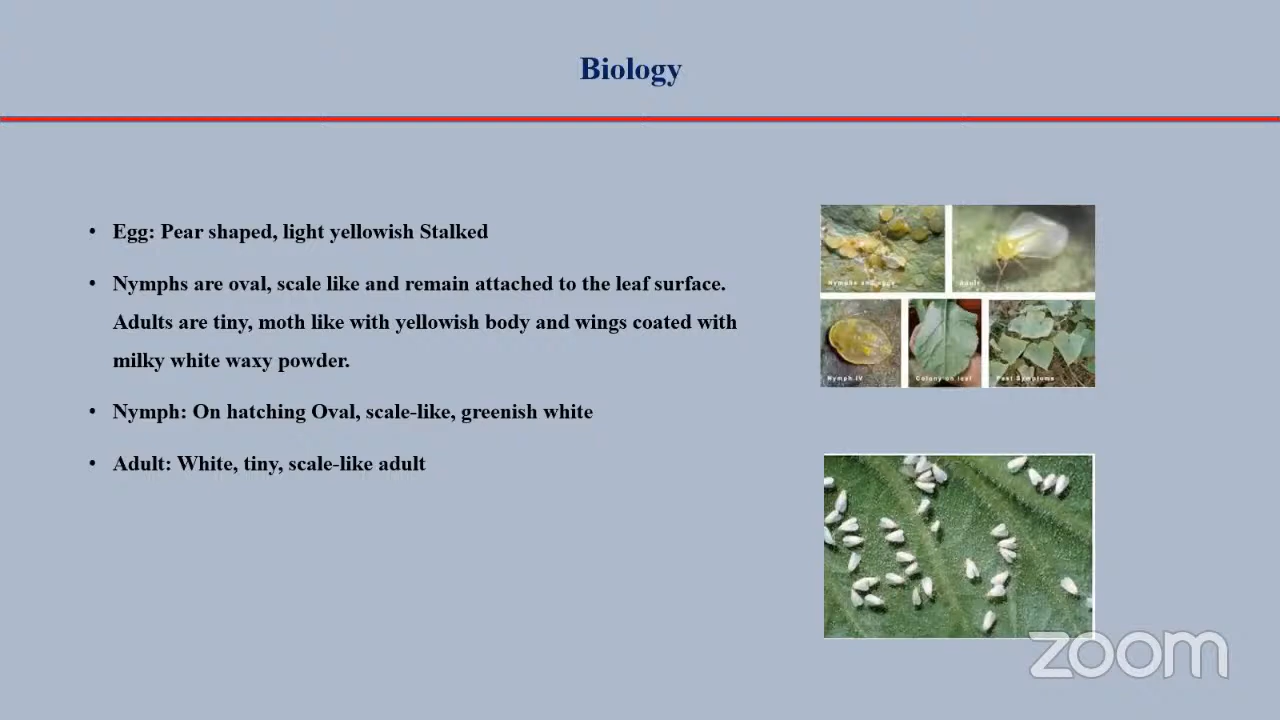 Biology
• Egg: Pear shaped, light yellowish Stalked
• Nymphs are oval, scale like and remain attached to the leaf surface.
Adults are tiny, moth like with yellowish body and wings coated with
milky white waxy powder.
• Nymph: On hatching Oval, scale-like, greenish white
• Adult: White, tiny, scale-like adult
Nymphs and eggs
Adult
Nymph IV
Colony on leaf
Pest Symptoms
zoom